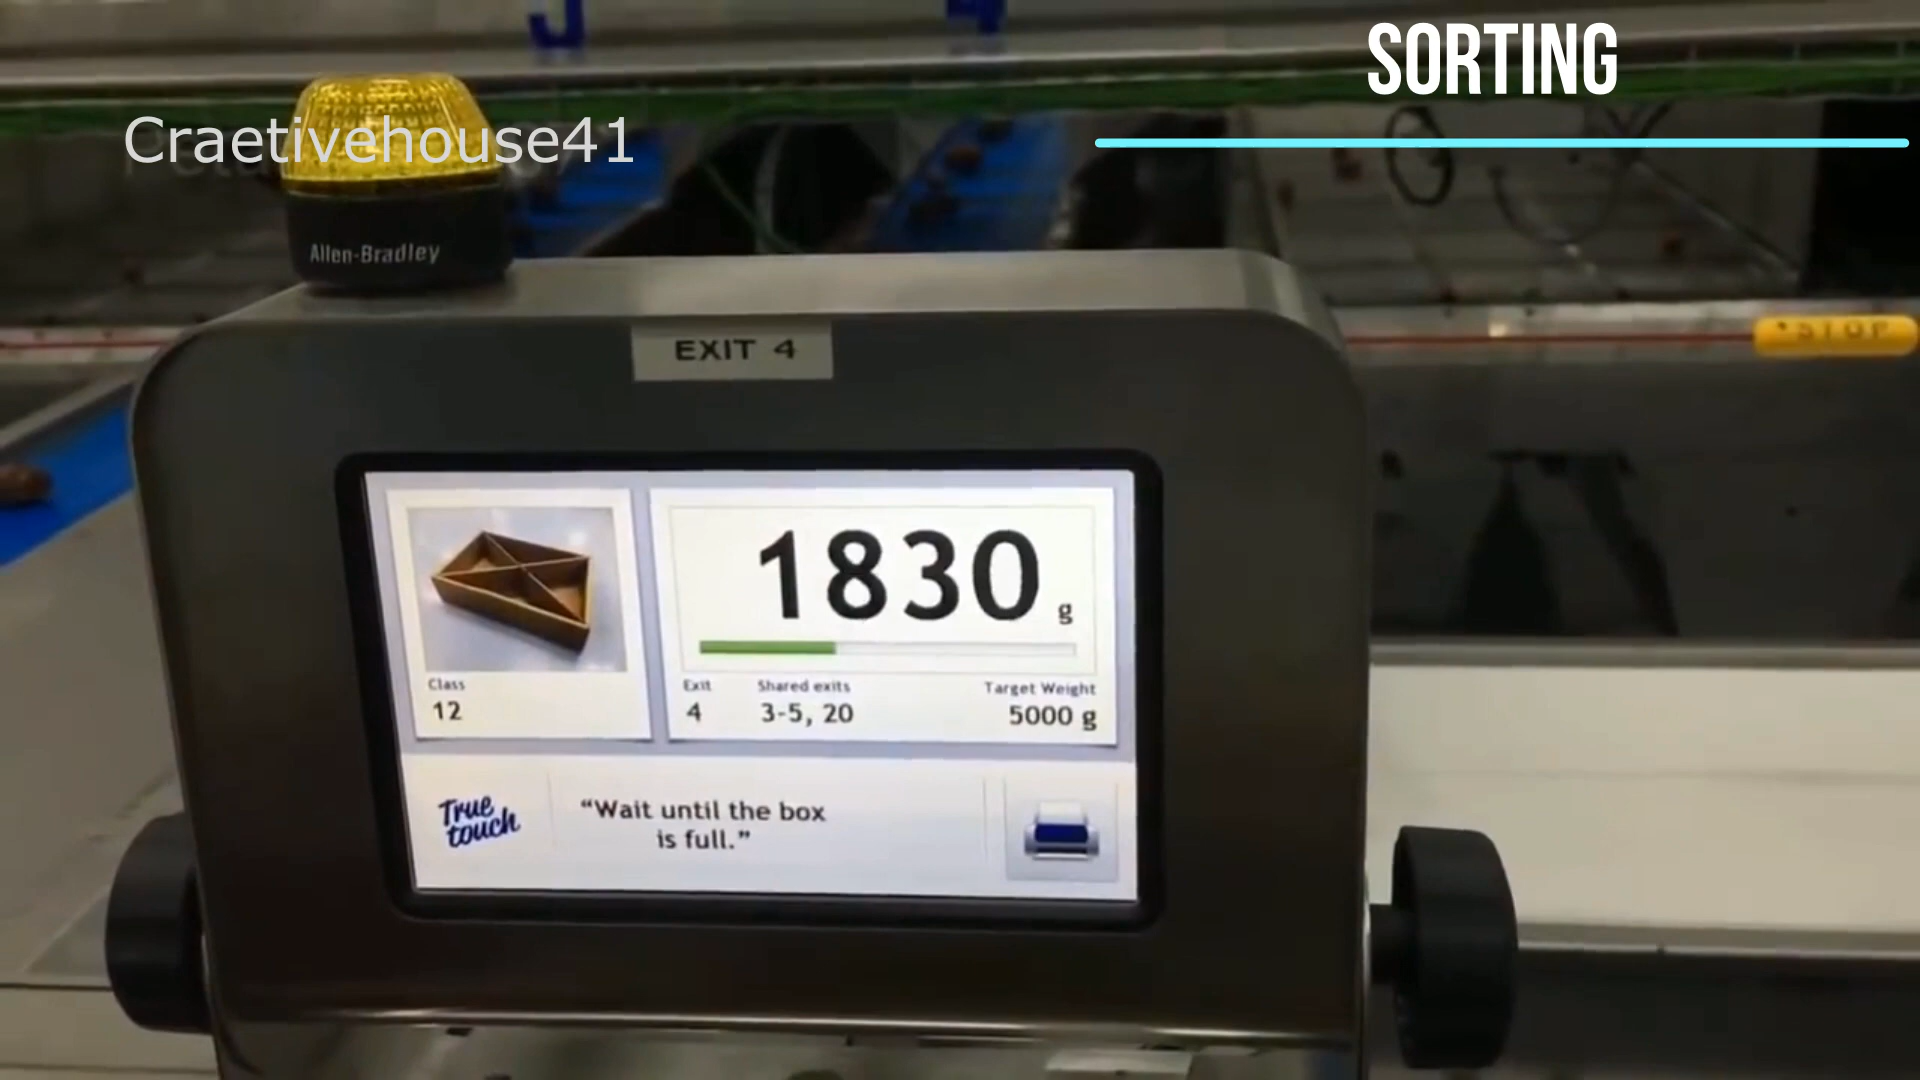 SORTING
Craetivehouse41
Allen-Bradley
STOP
EXIT 4
1830 g
Class
12
Exit
4
Shared exits
3-5, 20
Target Weight
5000 g
True
touch
“Wait until the box
is full.”